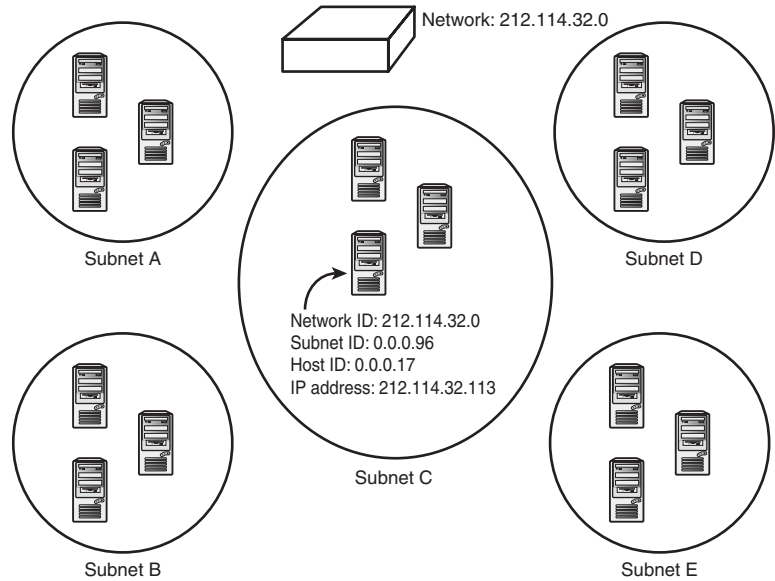 Network: 212.114.32.0
Subnet A
Subnet D
Network ID: 212.114.32.0
Subnet ID: 0.0.0.96
Host ID: 0.0.0.17
IP address: 212.114.32.113
Subnet C
Subnet B
Subnet E